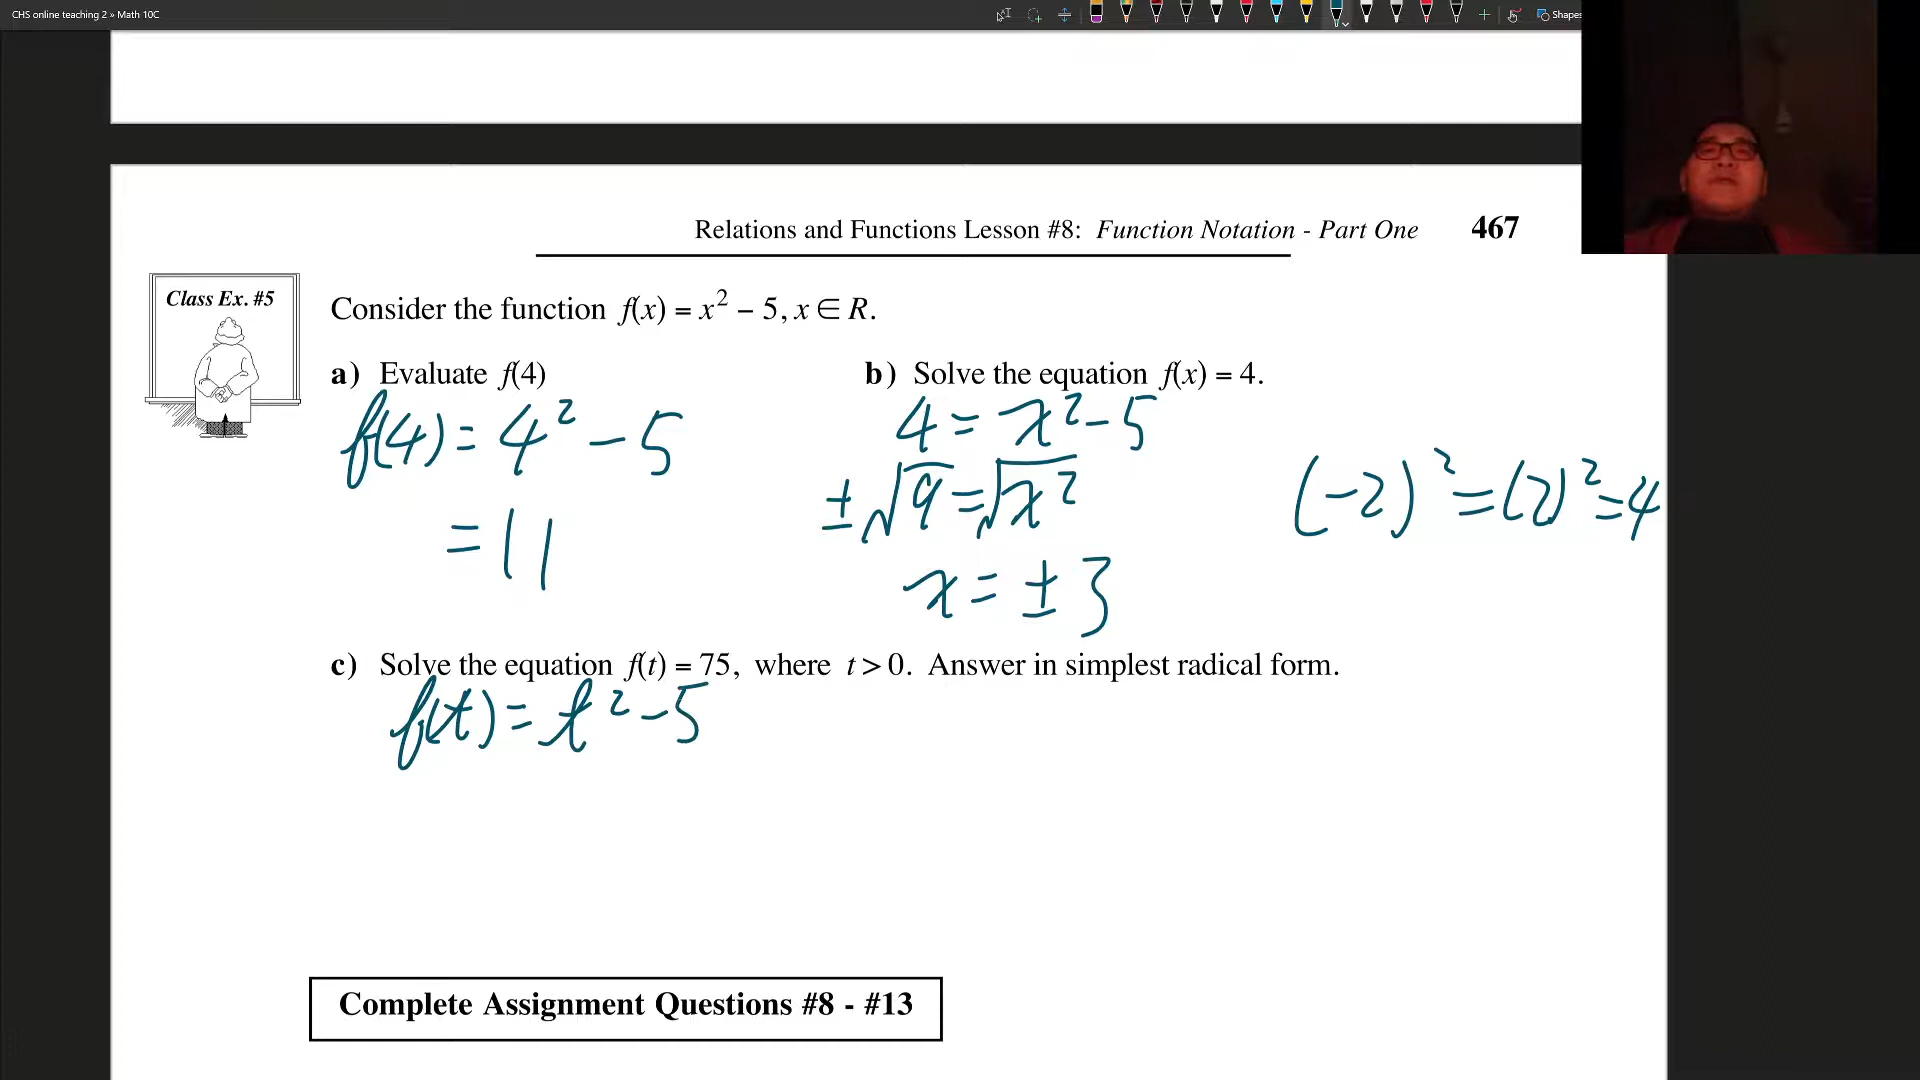 CHS online teaching 2 » Math 10C
Shapes
Relations and Functions Lesson #8: Function Notation - Part One 467
Class Ex. #5
Consider the function f(x) = x² − 5, x ∈ R.
a) Evaluate f(4)
f(4) = 4² − 5
= 11
b) Solve the equation f(x) = 4.
4 = x² − 5
± √9 = √x²
x = ± 3
(−2)² = (2)² = 4
c) Solve the equation f(t) = 75, where t > 0. Answer in simplest radical form.
f(t) = t² − 5
Complete Assignment Questions #8 - #13